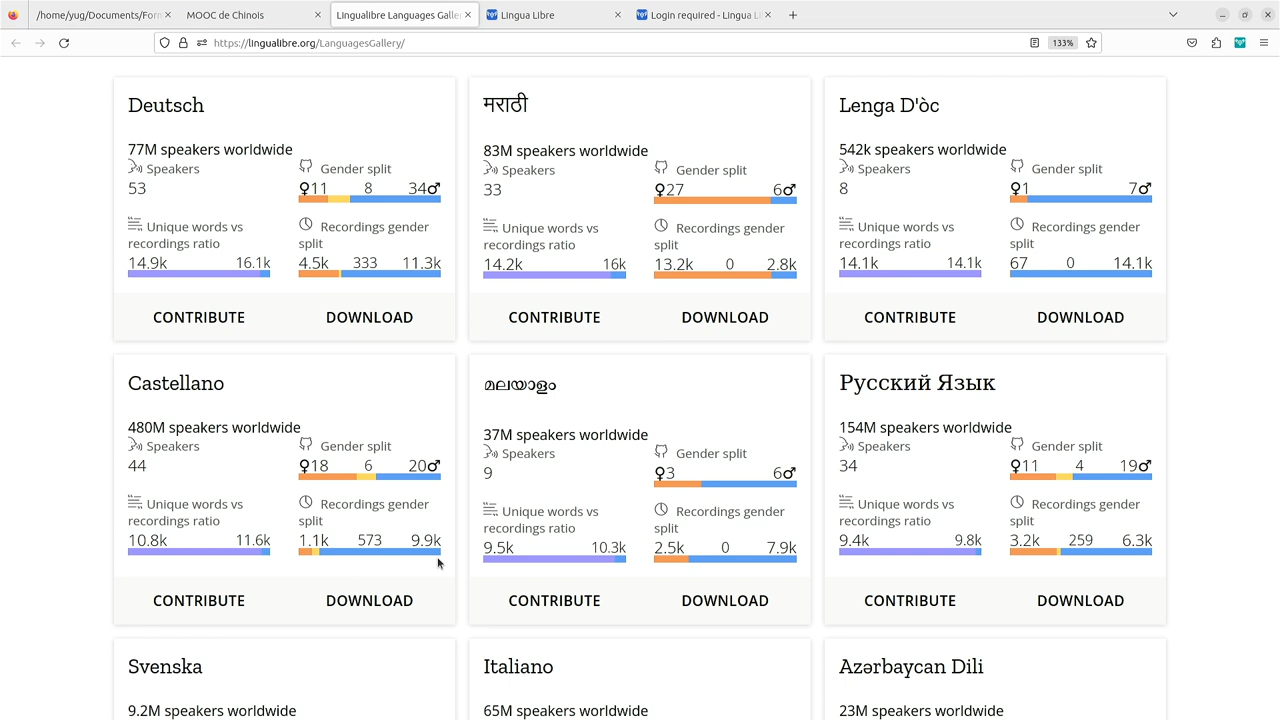 /home/yug/Documents/For
MOOC de Chinois
Lingualibre Languages Galle
Lingua Libre
Login required - Lingua L
https://lingualibre.org/LanguagesGallery/
133%
Deutsch
77M speakers worldwide
Speakers
Gender split
53
♀11 8 34♂
Unique words vs
recordings ratio
Recordings gender
split
14.9k 16.1k
4.5k 333 11.3k
CONTRIBUTE
DOWNLOAD
मराठी
83M speakers worldwide
Speakers
Gender split
33
♀27 6♂
Unique words vs
recordings ratio
Recordings gender
split
14.2k 16k
13.2k 0 2.8k
CONTRIBUTE
DOWNLOAD
Lenga D'òc
542k speakers worldwide
Speakers
Gender split
8
♀1 7♂
Unique words vs
recordings ratio
Recordings gender
split
14.1k 14.1k
67 0 14.1k
CONTRIBUTE
DOWNLOAD
Castellano
480M speakers worldwide
Speakers
Gender split
44
♀18 6 20♂
Unique words vs
recordings ratio
Recordings gender
split
10.8k 11.6k
1.1k 573 9.9k
CONTRIBUTE
DOWNLOAD
മലയാളം
37M speakers worldwide
Speakers
Gender split
9
♀3 6♂
Unique words vs
recordings ratio
Recordings gender
split
9.5k 10.3k
2.5k 0 7.9k
CONTRIBUTE
DOWNLOAD
Русский Язык
154M speakers worldwide
Speakers
Gender split
34
♀11 4 19♂
Unique words vs
recordings ratio
Recordings gender
split
9.4k 9.8k
3.2k 259 6.3k
CONTRIBUTE
DOWNLOAD
Svenska
9.2M speakers worldwide
Italiano
65M speakers worldwide
Azərbaycan Dili
23M speakers worldwide